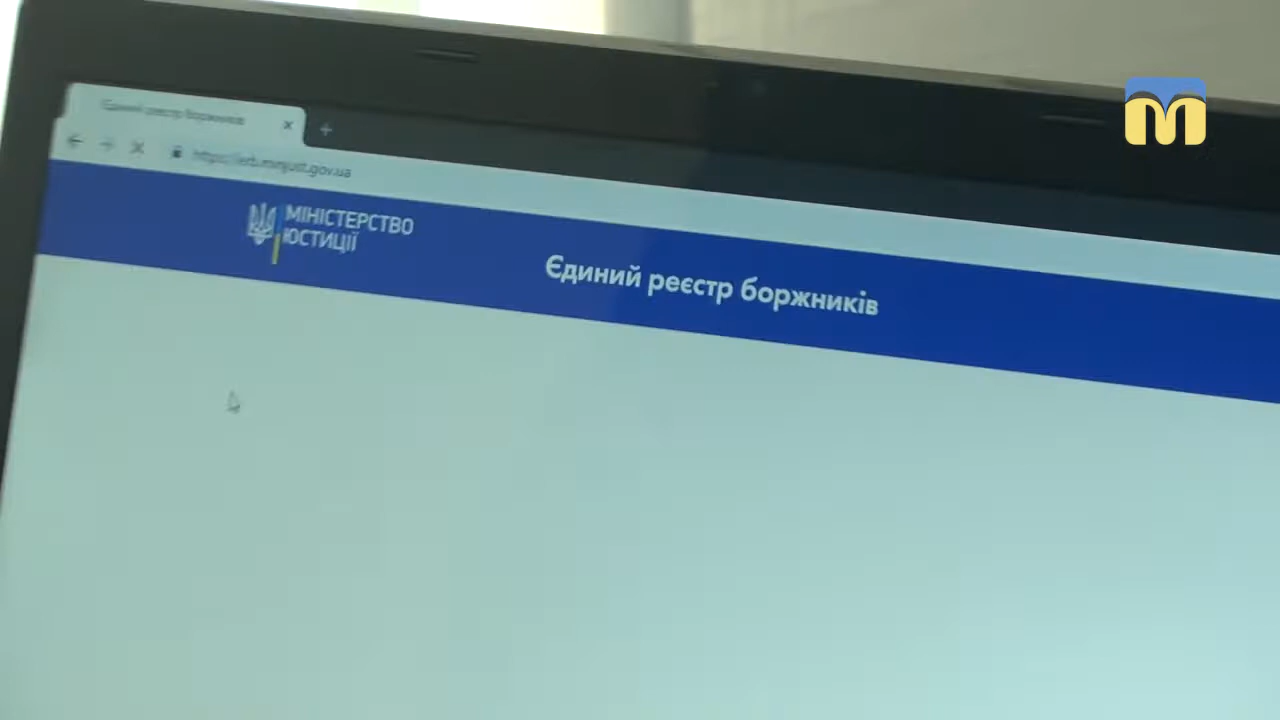 Єдиний реєстр боржників
https://erb.minjust.gov.ua
МІНІСТЕРСТВО
ЮСТИЦІЇ
Єдиний реєстр боржників